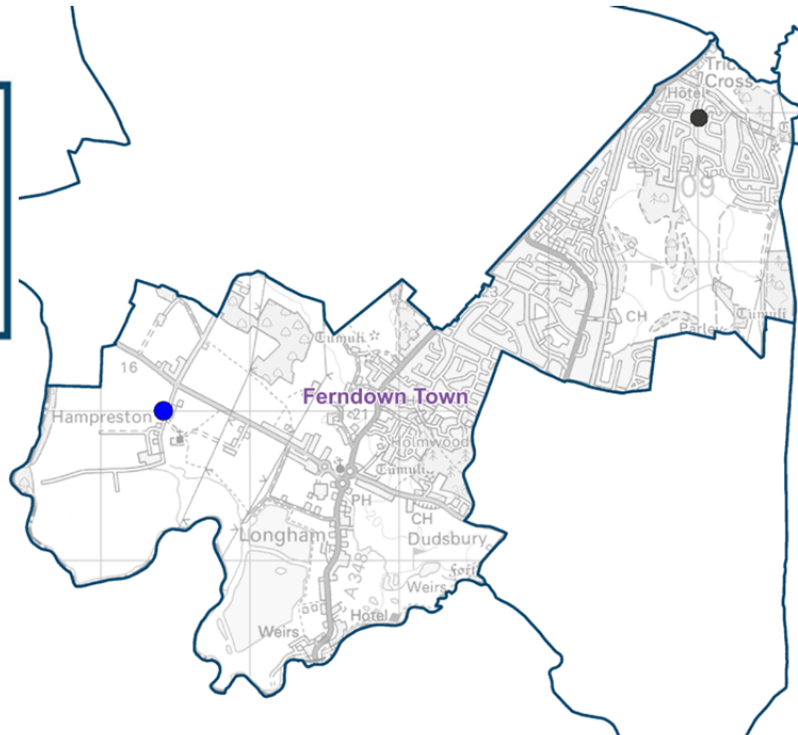 Tric
Cross
Hotel
09
CH
Tumuli
Parley
Tumuli
16
Ferndown Town
Hampreston
21
Holmwood
Tumuli
PH
CH
Longham
Dudsbury
fort
A 348
Weirs
Hotel
Weirs